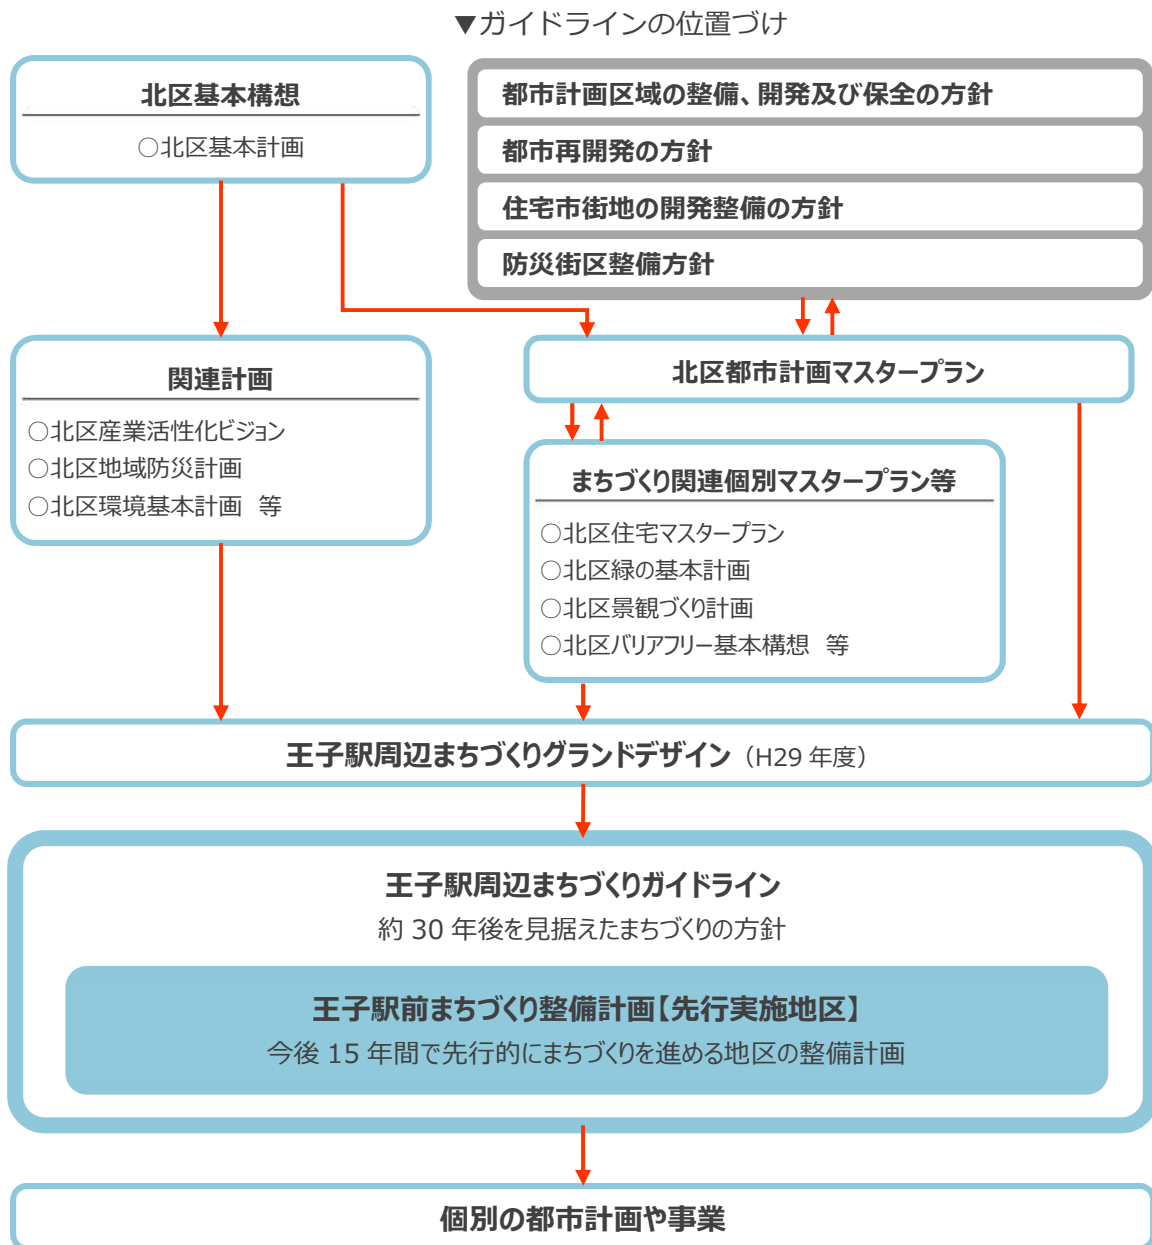 ▼ガイドラインの位置づけ
北区基本構想
○北区基本計画
都市計画区域の整備、開発及び保全の方針
都市再開発の方針
住宅市街地の開発整備の方針
防災街区整備方針
関連計画
○北区産業活性化ビジョン
○北区地域防災計画
○北区環境基本計画 等
北区都市計画マスタープラン
まちづくり関連個別マスタープラン等
○北区住宅マスタープラン
○北区緑の基本計画
○北区景観づくり計画
○北区バリアフリー基本構想 等
王子駅周辺まちづくりグランドデザイン（H29 年度）
王子駅周辺まちづくりガイドライン
約 30 年後を見据えたまちづくりの方針
王子駅前まちづくり整備計画【先行実施地区】
今後 15 年間で先行的にまちづくりを進める地区の整備計画
個別の都市計画や事業